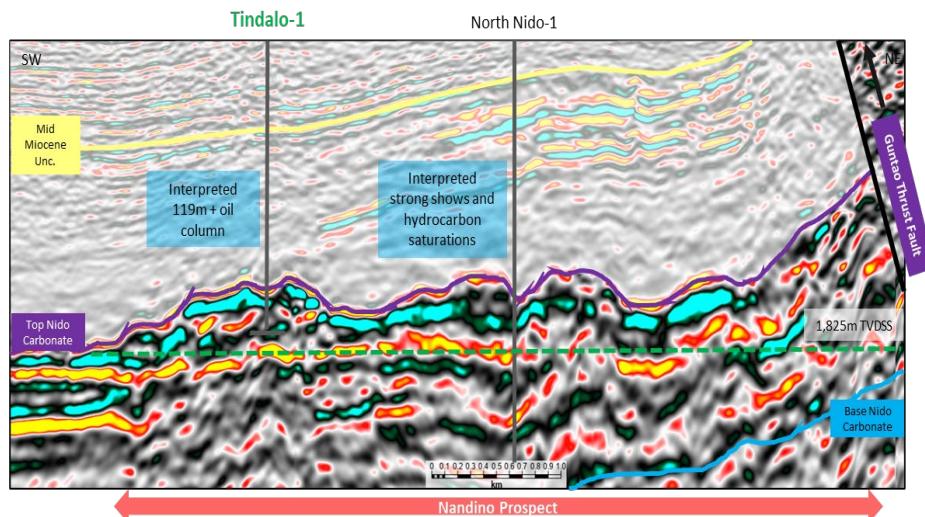 Tindalo-1
North Nido-1
SW
NE
Mid
Miocene
Unc.
Interpreted
119m + oil
column
Interpreted
strong shows and
hydrocarbon
saturations
Guntao Thrust Fault
Top Nido
Carbonate
1,825m TVDSS
Base Nido
Carbonate
0 0.1 0.2 0.3 0.4 0.5 0.6 0.7 0.8 0.9 1.0
km
Nandino Prospect